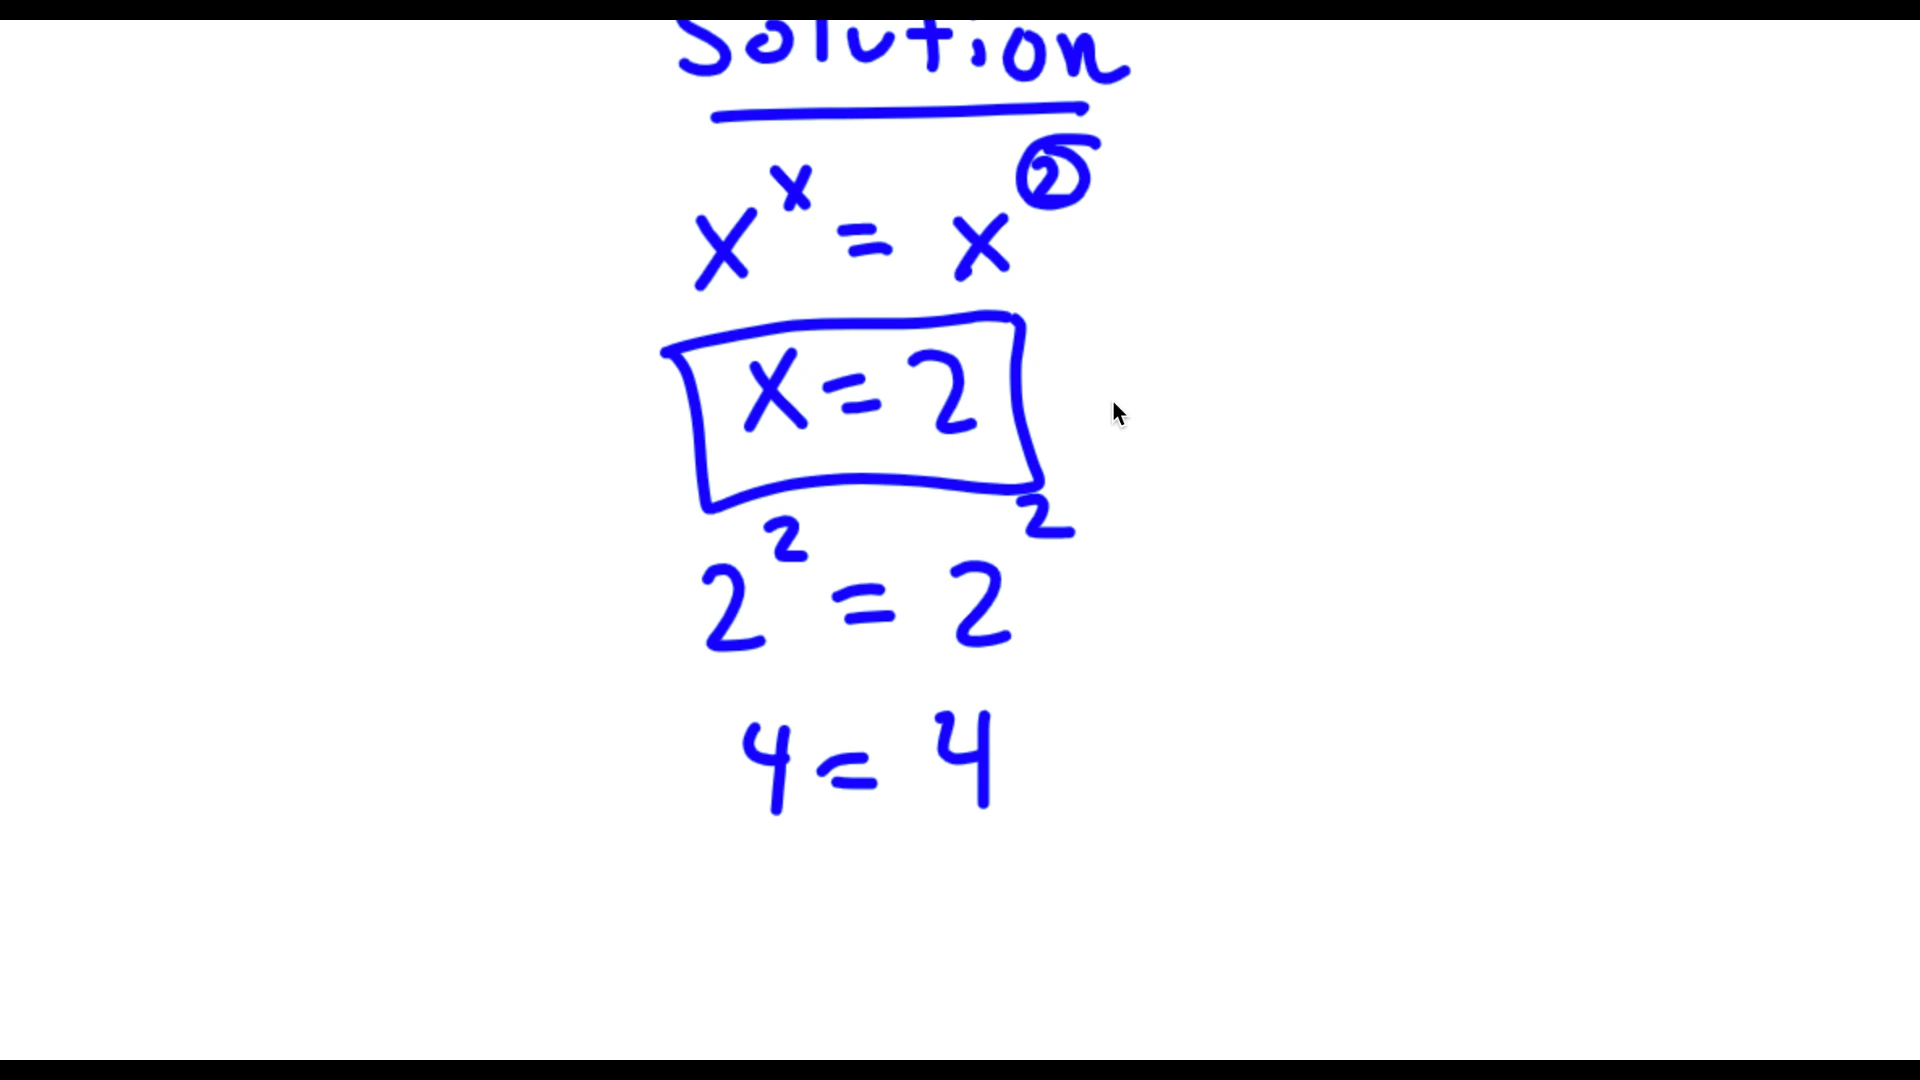 Solution
x^x = x^2
x = 2
2^2 = 2^2
4 = 4